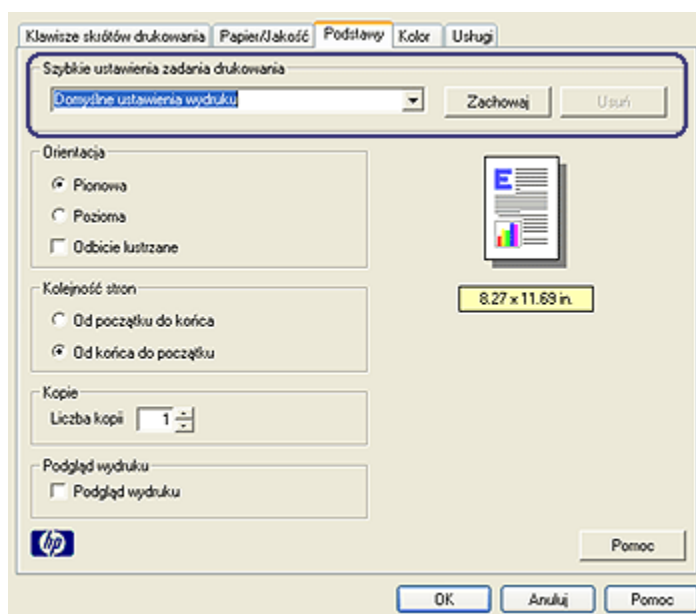 Klawisze skrótów drukowania Papier/Jakość Podstawy Kolor Usługi
Szybkie ustawienia zadania drukowania
Domyślne ustawienia wydruku Zachowaj Usuń
Orientacja
Pionowa
Pozioma
Odbicie lustrzane
E
8.27 x 11.69 in.
Kolejność stron
Od początku do końca
Od końca do początku
Kopie
Liczba kopii 1
Podgląd wydruku
Podgląd wydruku
hp
Pomoc
OK Anuluj Pomoc